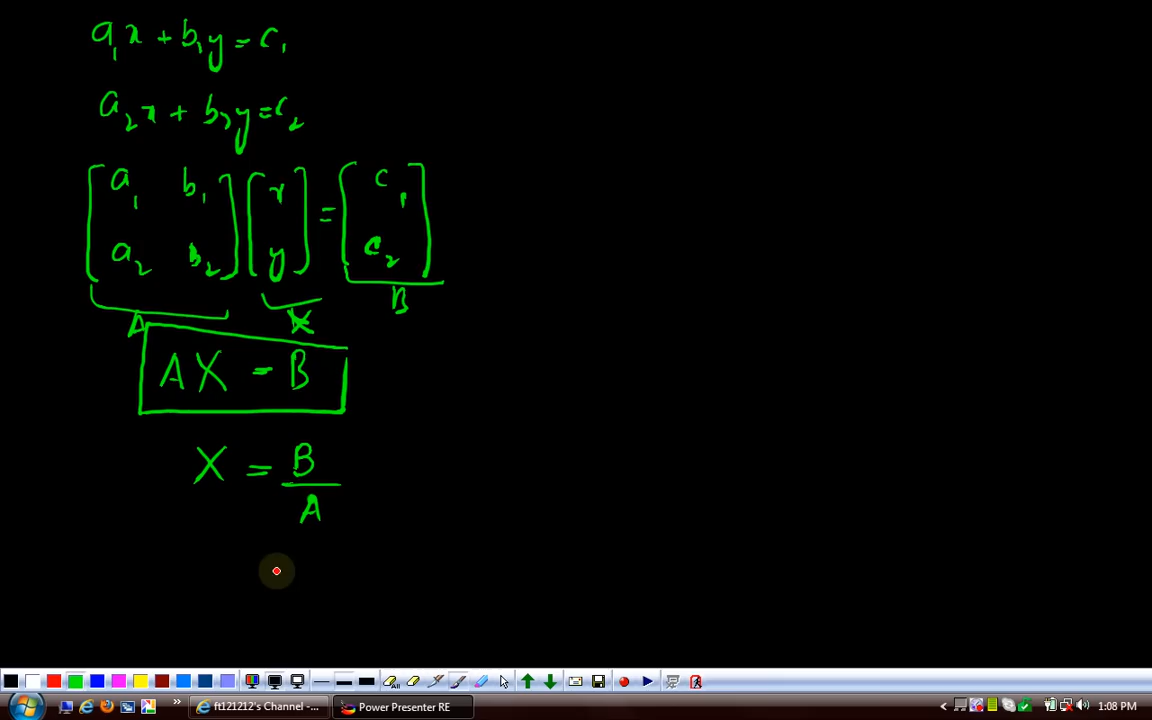 a₁x + b₁y = c₁
a₂x + b₂y = c₂
[a₁ b₁] [x] = [c₁]
[a₂ b₂] [y] [c₂]
A X B
AX = B
X = B
A
All
ft121212's Channel -... Power Presenter RE 1:08 PM